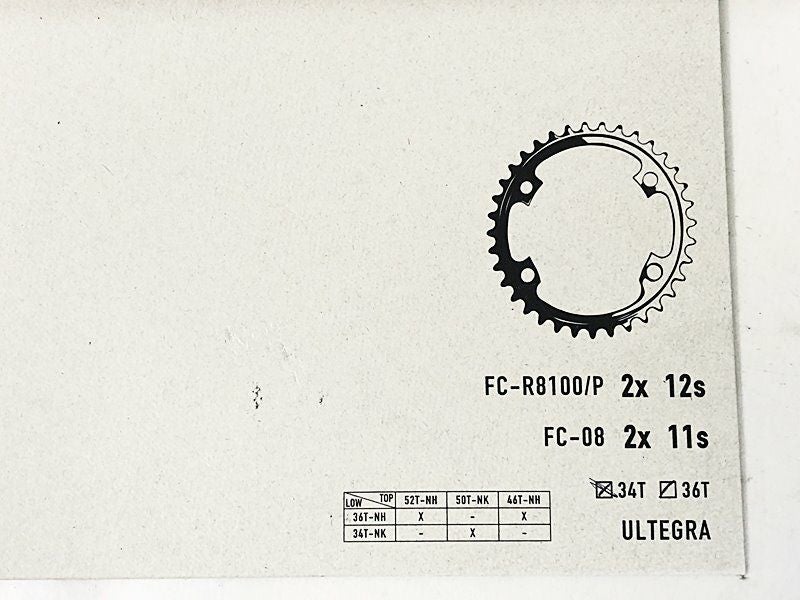 FC-R8100/P 2x 12s
FC-08 2x 11s
34T 36T
ULTEGRA
LOW TOP 52T-NH 50T-NK 46T-NH
36T-NH X - X
34T-NK - X -